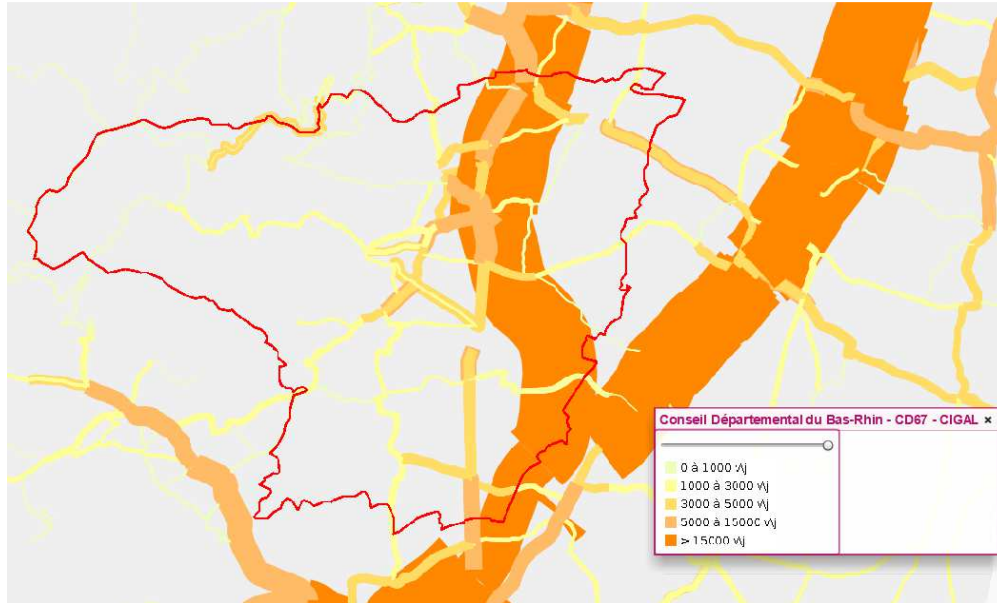 Conseil Départemental du Bas-Rhin - CD67 - CIGAL ×
0 à 1000 v/j
1000 à 3000 v/j
3000 à 5000 v/j
5000 à 15000 v/j
> 15000 v/j